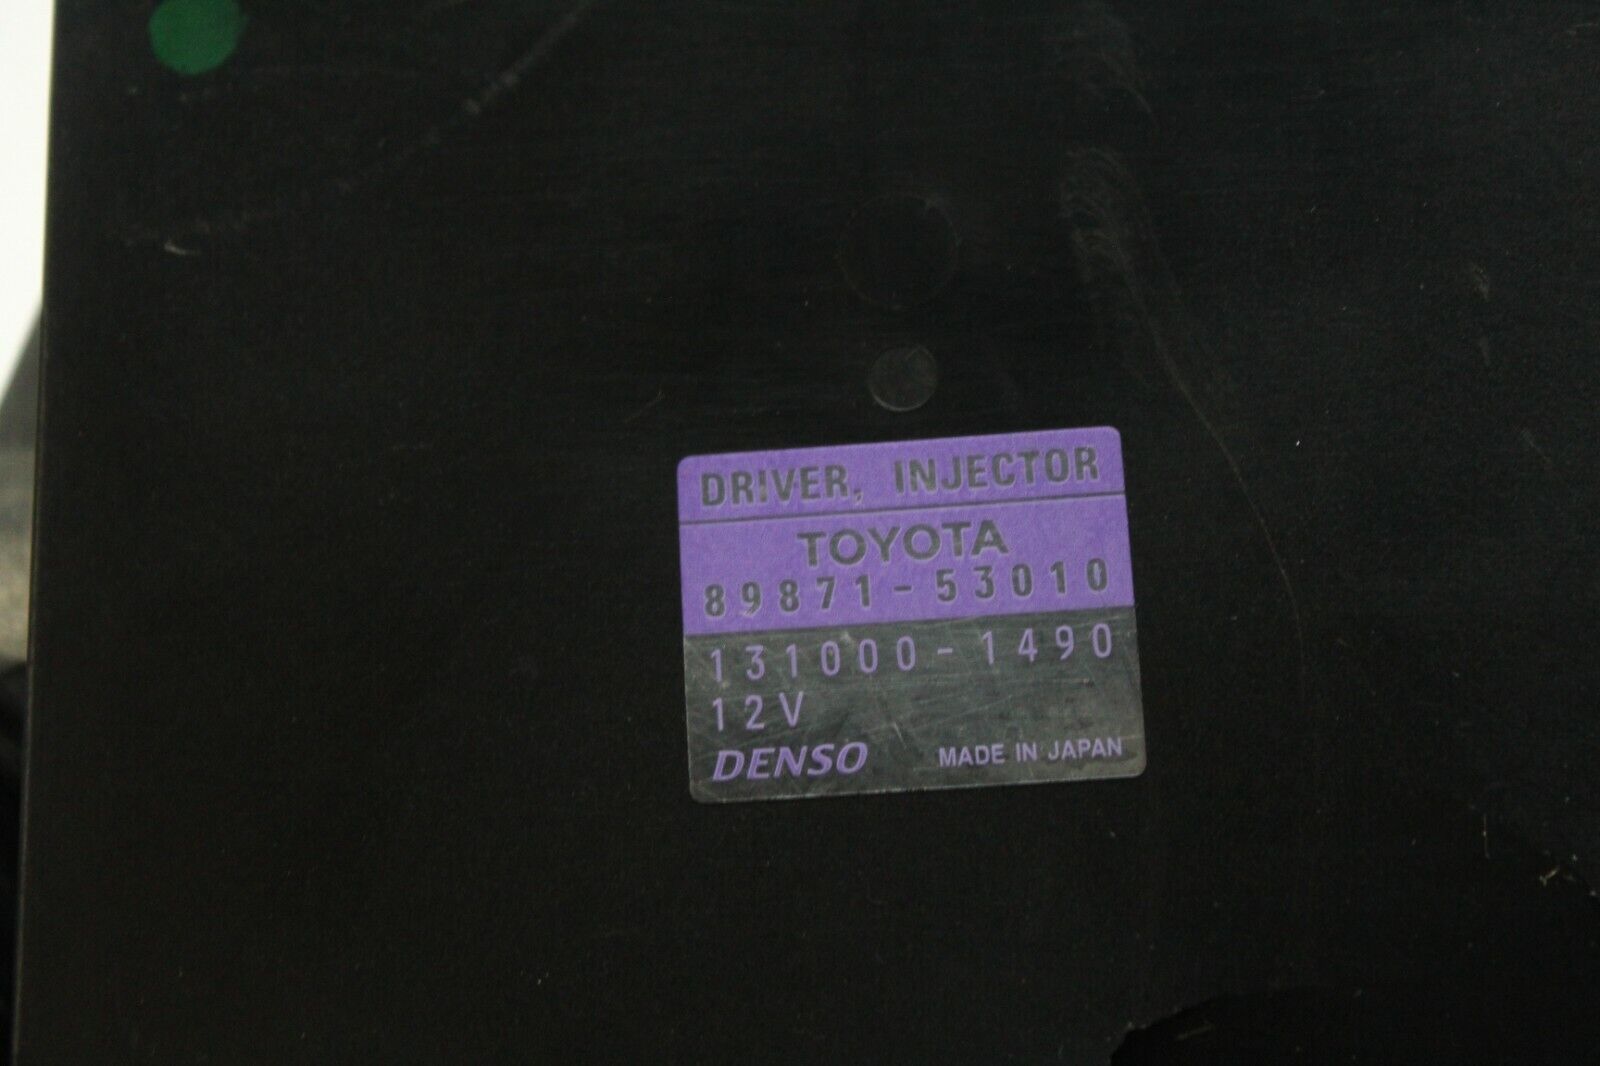 DRIVER, INJECTOR
TOYOTA
89871-53010
131000-1490
12V
DENSO MADE IN JAPAN